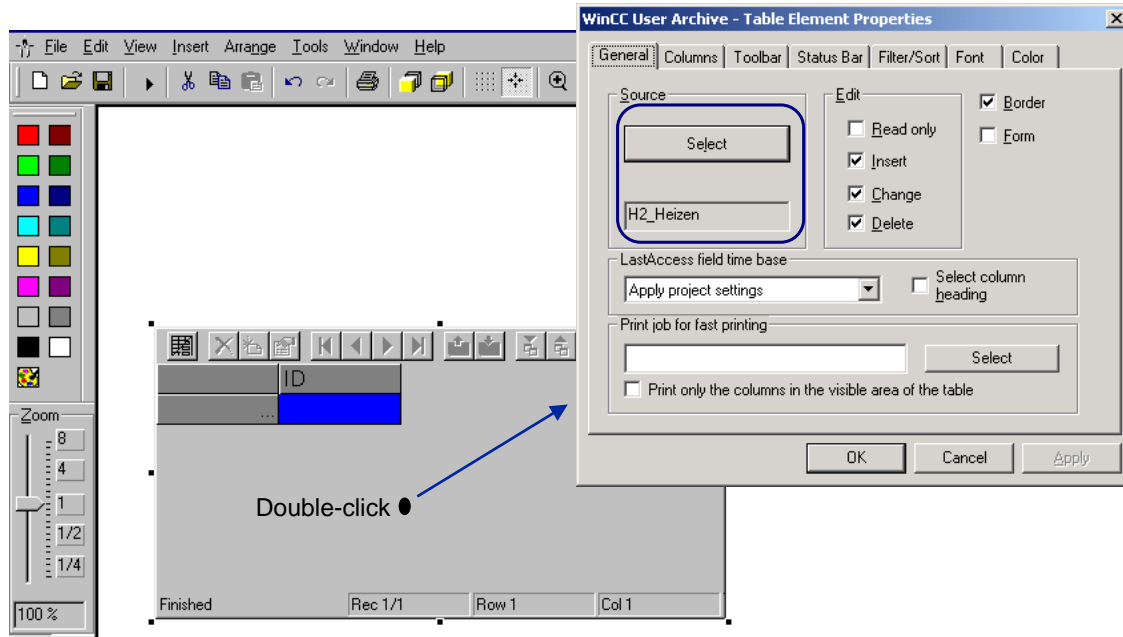 WinCC User Archive - Table Element Properties
File Edit View Insert Arrange Tools Window Help
General Columns Toolbar Status Bar Filter/Sort Font Color
Source
Select
H2_Heizen
Edit
Read only
Insert
Change
Delete
Border
Form
LastAccess field time base
Apply project settings
Select column
heading
Print job for fast printing
Select
Print only the columns in the visible area of the table
OK Cancel Apply
ID
...
Double-click
Finished Rec 1/1 Row 1 Col 1
Zoom
8
4
1
1/2
1/4
100 %